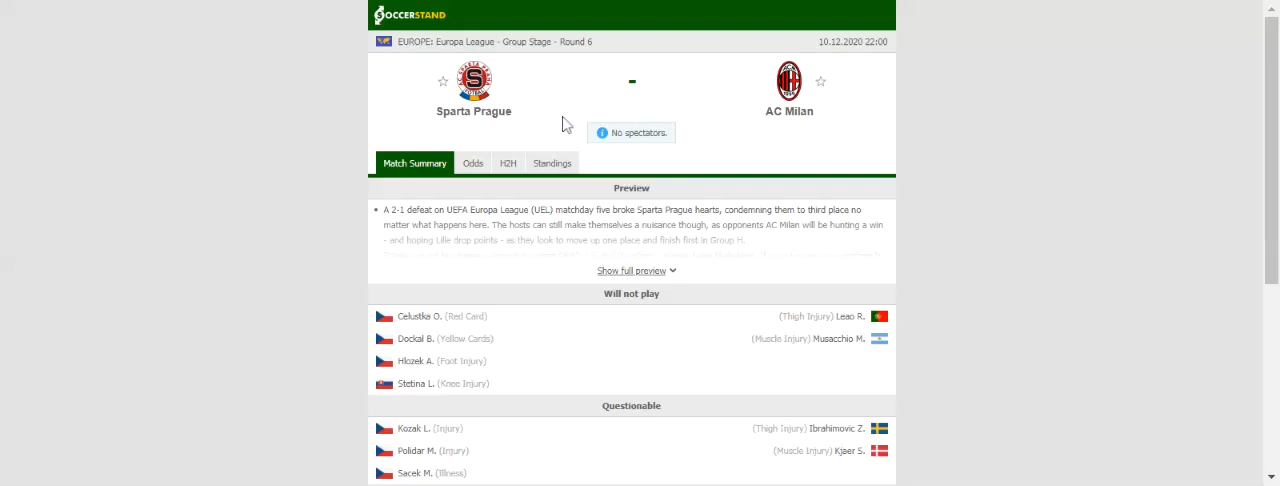 SOCCERSTAND
EUROPE: Europa League - Group Stage - Round 6
10.12.2020 22:00
Sparta Prague
-
AC Milan
No spectators.
Match Summary
Odds
H2H
Standings
Preview
• A 2-1 defeat on UEFA Europa League (UEL) matchday five broke Sparta Prague hearts, condemning them to third place no
matter what happens here. The hosts can still make themselves a nuisance though, as opponents AC Milan will be hunting a win
- and hoping Lille drop points - as they look to move up one place and finish first in Group H.
Show full preview
Will not play
Celustka O. (Red Card)
(Thigh Injury) Leao R.
Dockal B. (Yellow Cards)
(Muscle Injury) Musacchio M.
Hlozek A. (Foot Injury)
Stetina L. (Knee Injury)
Questionable
Kozak L. (Injury)
(Thigh Injury) Ibrahimovic Z.
Polidar M. (Injury)
(Muscle Injury) Kjaer S.
Sacek M. (Illness)